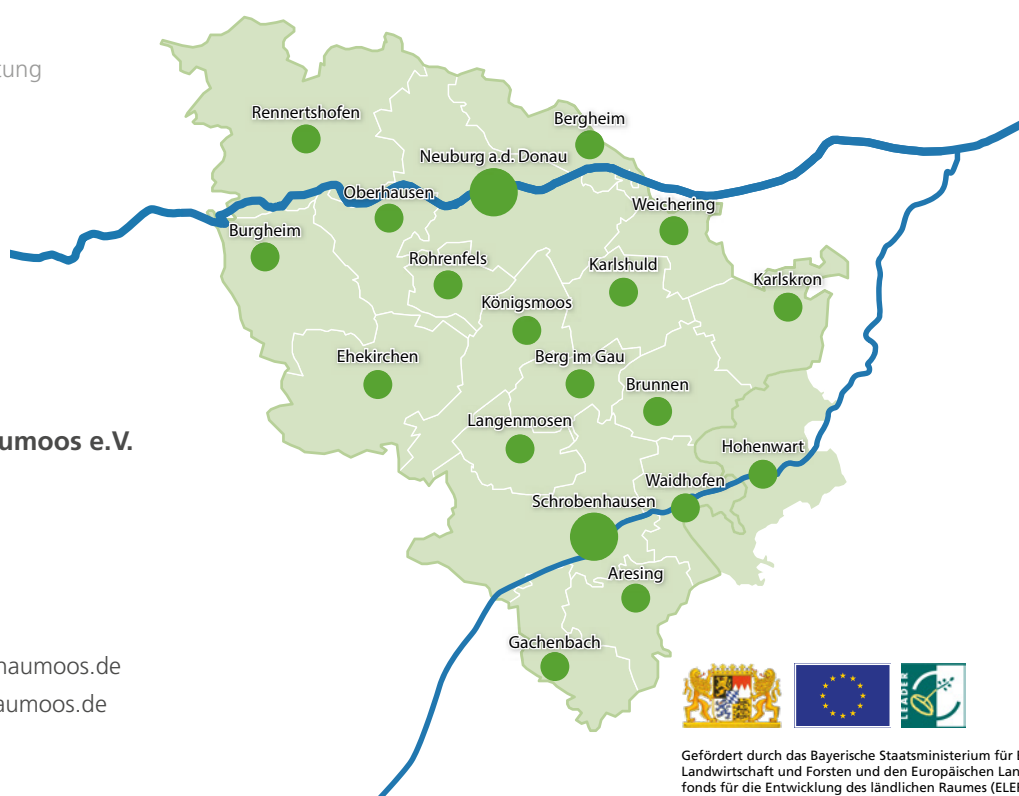 Rennertshofen
Bergheim
Neuburg a.d. Donau
Oberhausen
Weichering
Burgheim
Rohrenfels
Karlshuld
Karlskron
Königsmoos
Ehekirchen
Berg im Gau
Brunnen
Langenmosen
Hohenwart
Waidhofen
Schrobenhausen
Aresing
Gachenbach
umoos e.V.
naumoos.de
aumoos.de
LEADER
Gefördert durch das Bayerische Staatsministerium für
Landwirtschaft und Forsten und den Europäischen Lan
fonds für die Entwicklung des ländlichen Raumes (ELE